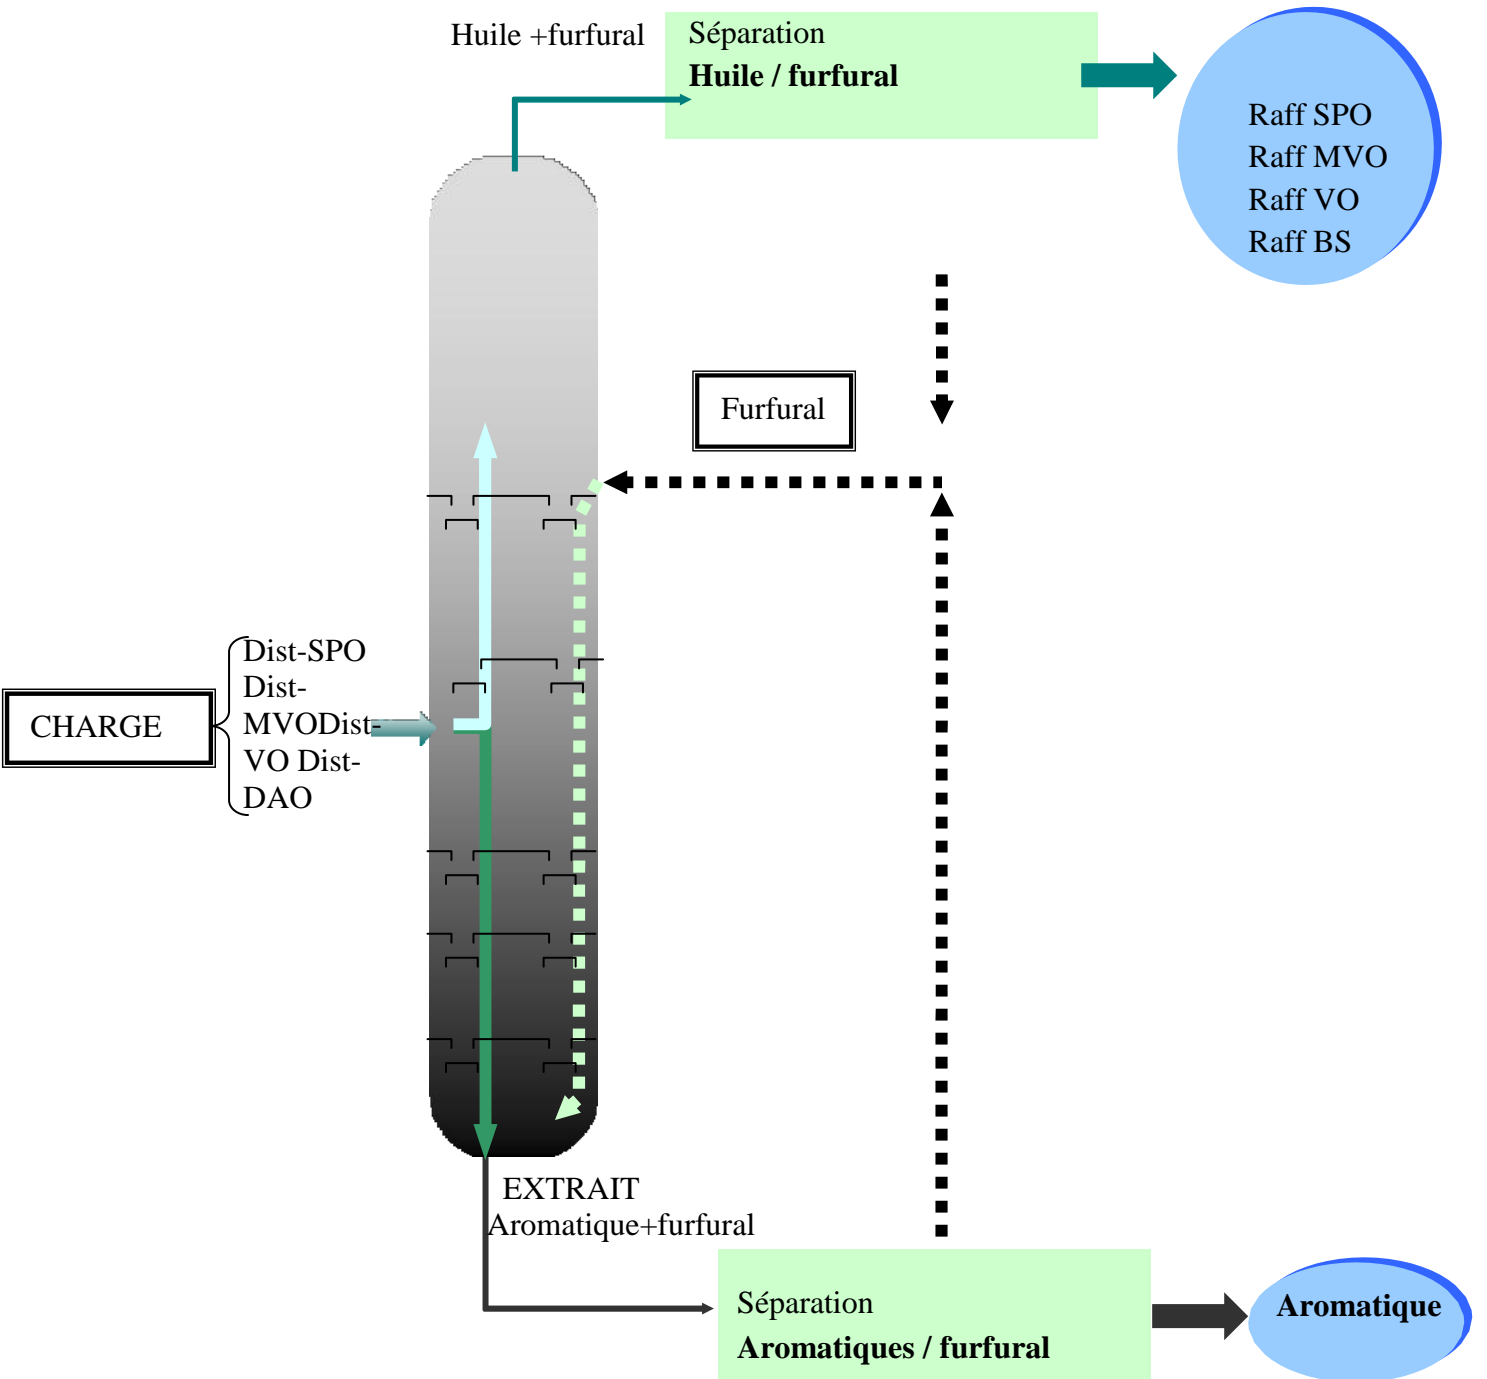 Huile +furfural
Séparation
Huile / furfural
Raff SPO
Raff MVO
Raff VO
Raff BS
Furfural
CHARGE
Dist-SPO
Dist-
MVODist-
VO Dist-
DAO
EXTRAIT
Aromatique+furfural
Séparation
Aromatiques / furfural
Aromatique